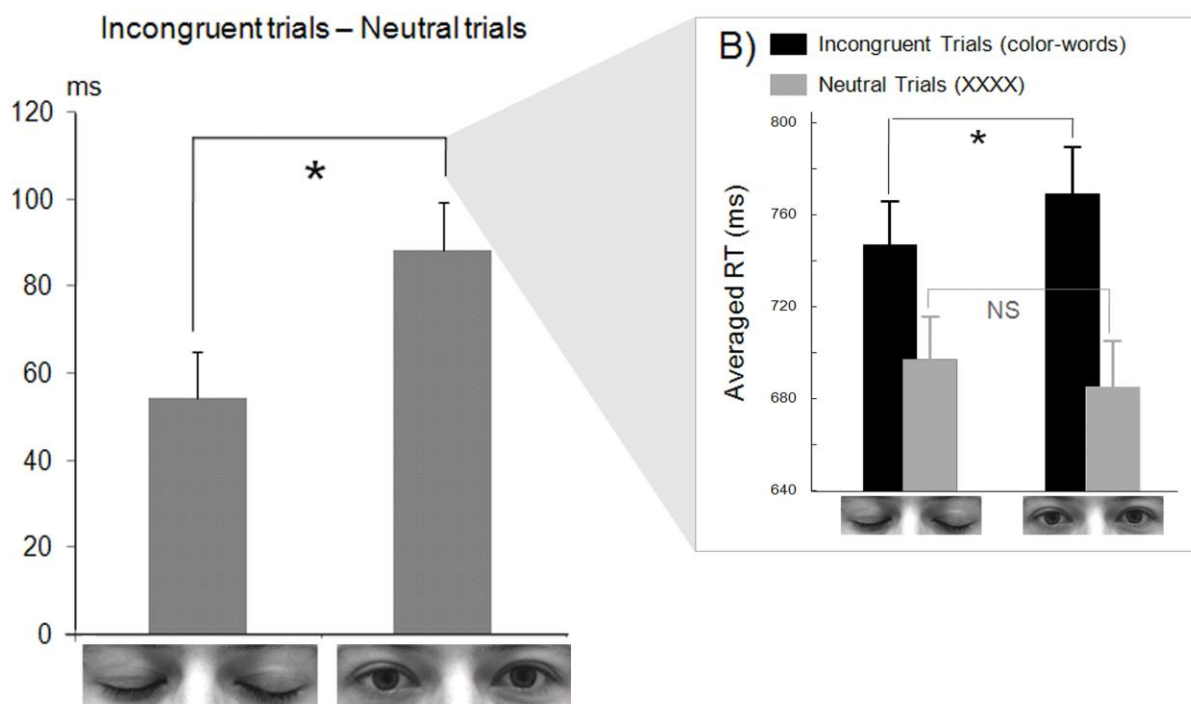 Incongruent trials – Neutral trials
ms
120
100
80
60
40
20
0
*
B)
Incongruent Trials (color-words)
Neutral Trials (XXXX)
Averaged RT (ms)
800
760
720
680
640
*
NS